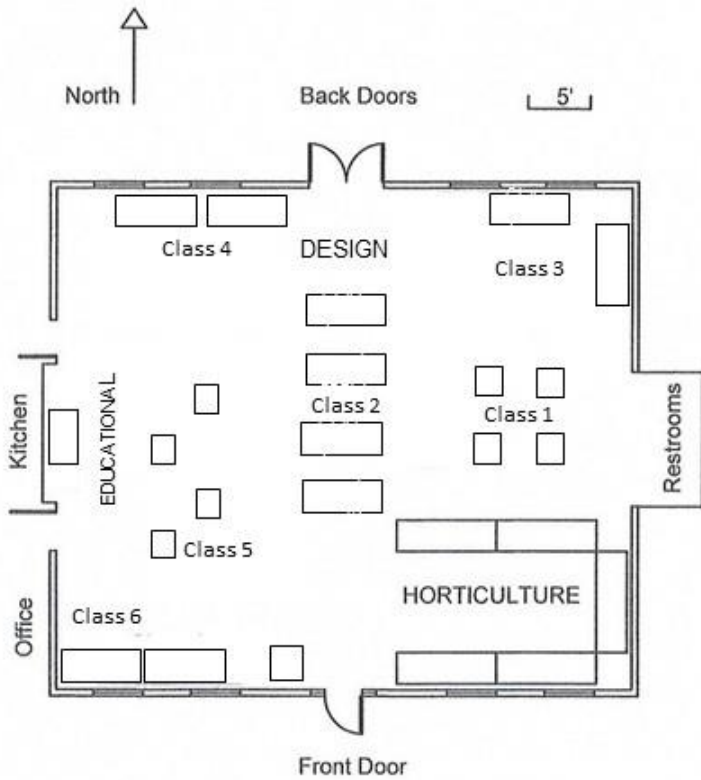 North
Back Doors
5'
Class 4
DESIGN
Class 3
Kitchen
EDUCATIONAL
Class 2
Class 1
Restrooms
Class 5
Office
Class 6
HORTICULTURE
Front Door